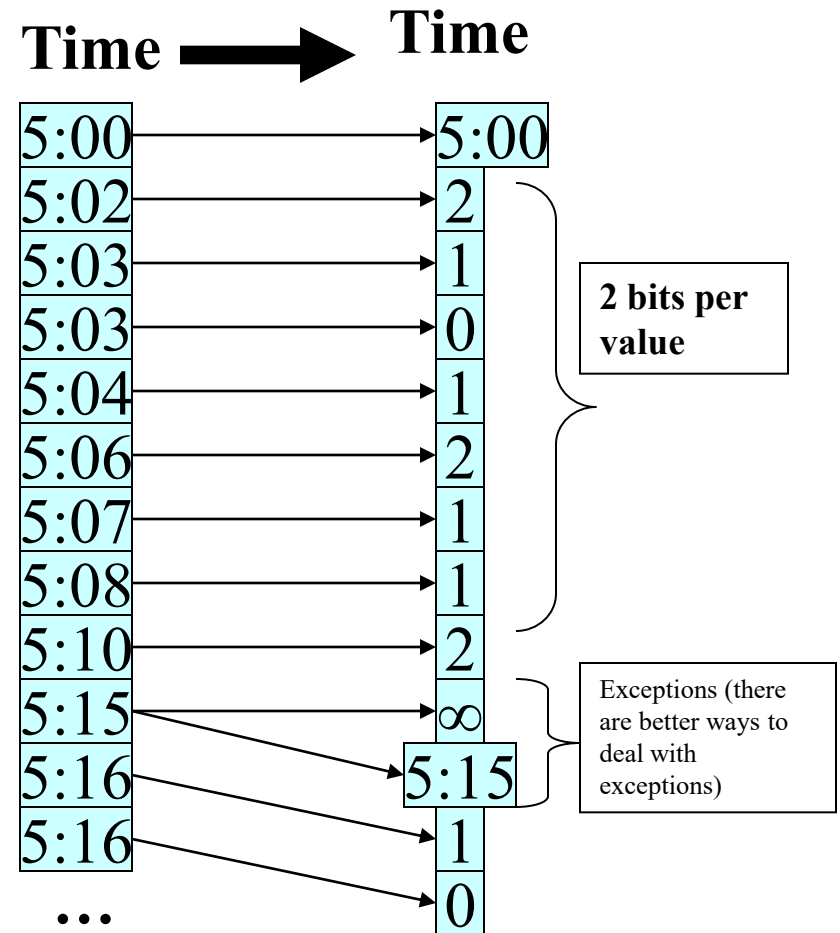 Time Time
5:00 5:00
5:02 2
5:03 1
5:03 0
5:04 1
5:06 2
5:07 1
5:08 1
5:10 2
5:15 ∞
5:16 5:15
5:16 1
... 0
2 bits per
value
Exceptions (there
are better ways to
deal with
exceptions)